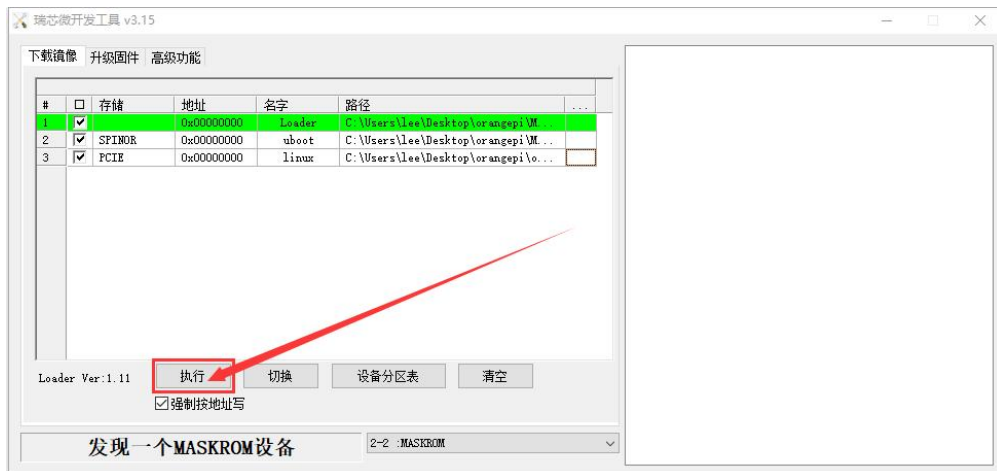 瑞芯微开发工具 v3.15
下载镜像 升级固件 高级功能
# 存储 地址 名字 路径 ...
1 0x00000000 Loader C:\Users\lee\Desktop\orangepi\M...
2 SPINOR 0x00000000 uboot C:\Users\lee\Desktop\orangepi\M...
3 PCIE 0x00000000 linux C:\Users\lee\Desktop\orangepi\o...
Loader Ver:1.11 执行 切换 设备分区表 清空
强制按地址写
发现一个MASKROM设备 2-2 :MASKROM